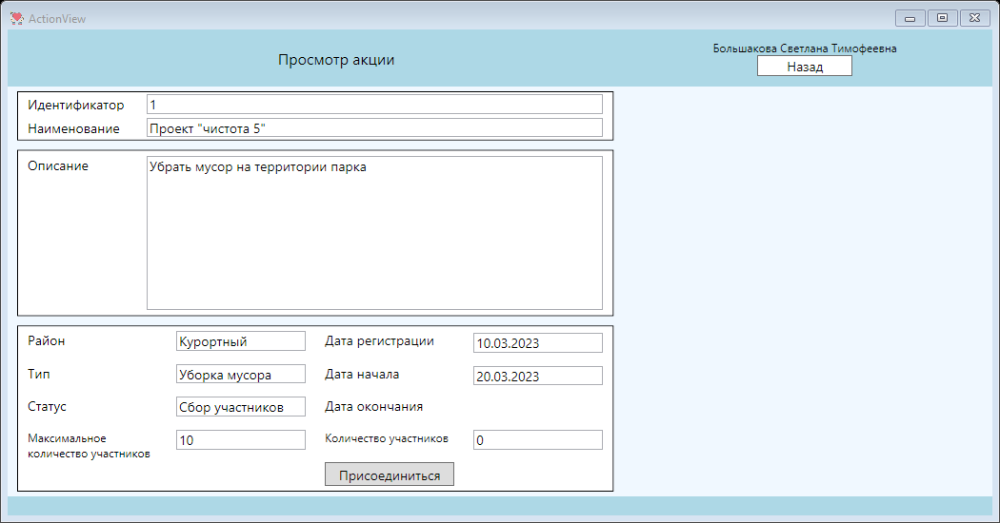 ActionView
Просмотр акции
Большакова Светлана Тимофеевна
Назад
Идентификатор 1
Наименование Проект "чистота 5"
Описание Убрать мусор на территории парка
Район Курортный Дата регистрации 10.03.2023
Тип Уборка мусора Дата начала 20.03.2023
Статус Сбор участников Дата окончания
Максимальное
количество участников 10 Количество участников 0
Присоединиться